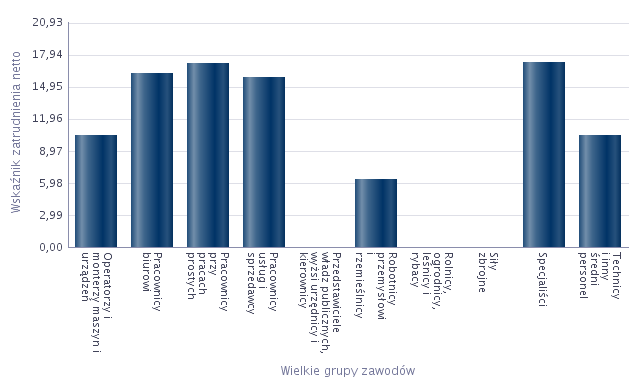 20,93
17,94
14,95
11,96
8,97
5,98
2,99
0,00
Wskaźnik zatrudnienia netto
Operatorzy i
monterzy maszyn i
urządzeń
Pracownicy
biurowi
Pracownicy
przy
pracach
prostych
Pracownicy
usług i
sprzedawcy
Przedstawiciele
władz publicznych,
wyżsi urzędnicy i
kierownicy
Robotnicy
przemysłowi
i
rzemieślnicy
Rolnicy,
ogrodnicy,
leśnicy i
rybacy
Siły
zbrojne
Specjaliści
Technicy
i inny
średni
personel
Wielkie grupy zawodów